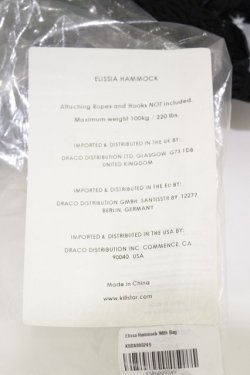 ELISSIA HAMMOCK
Attaching Ropes and Hooks NOT included.
Maximum weight 100kg / 220 lbs.
IMPORTED & DISTRIBUTED IN THE UK BY:
DRACO DISTRIBUTION LTD. GLASGOW. G73 1DB
UNITED KINGDOM
IMPORTED & DISTRIBUTED IN THE EU BY:
DRACO DISTRIBUTION GMBH. SANTISSTR 89. 12277.
BERLIN, GERMANY
IMPORTED & DISTRIBUTED IN THE USA BY:
DRACO DISTRIBUTION INC. COMMENCE, CA.
90040. USA.
Made in China
www.killstar.com
Elissa Hammock With Bag